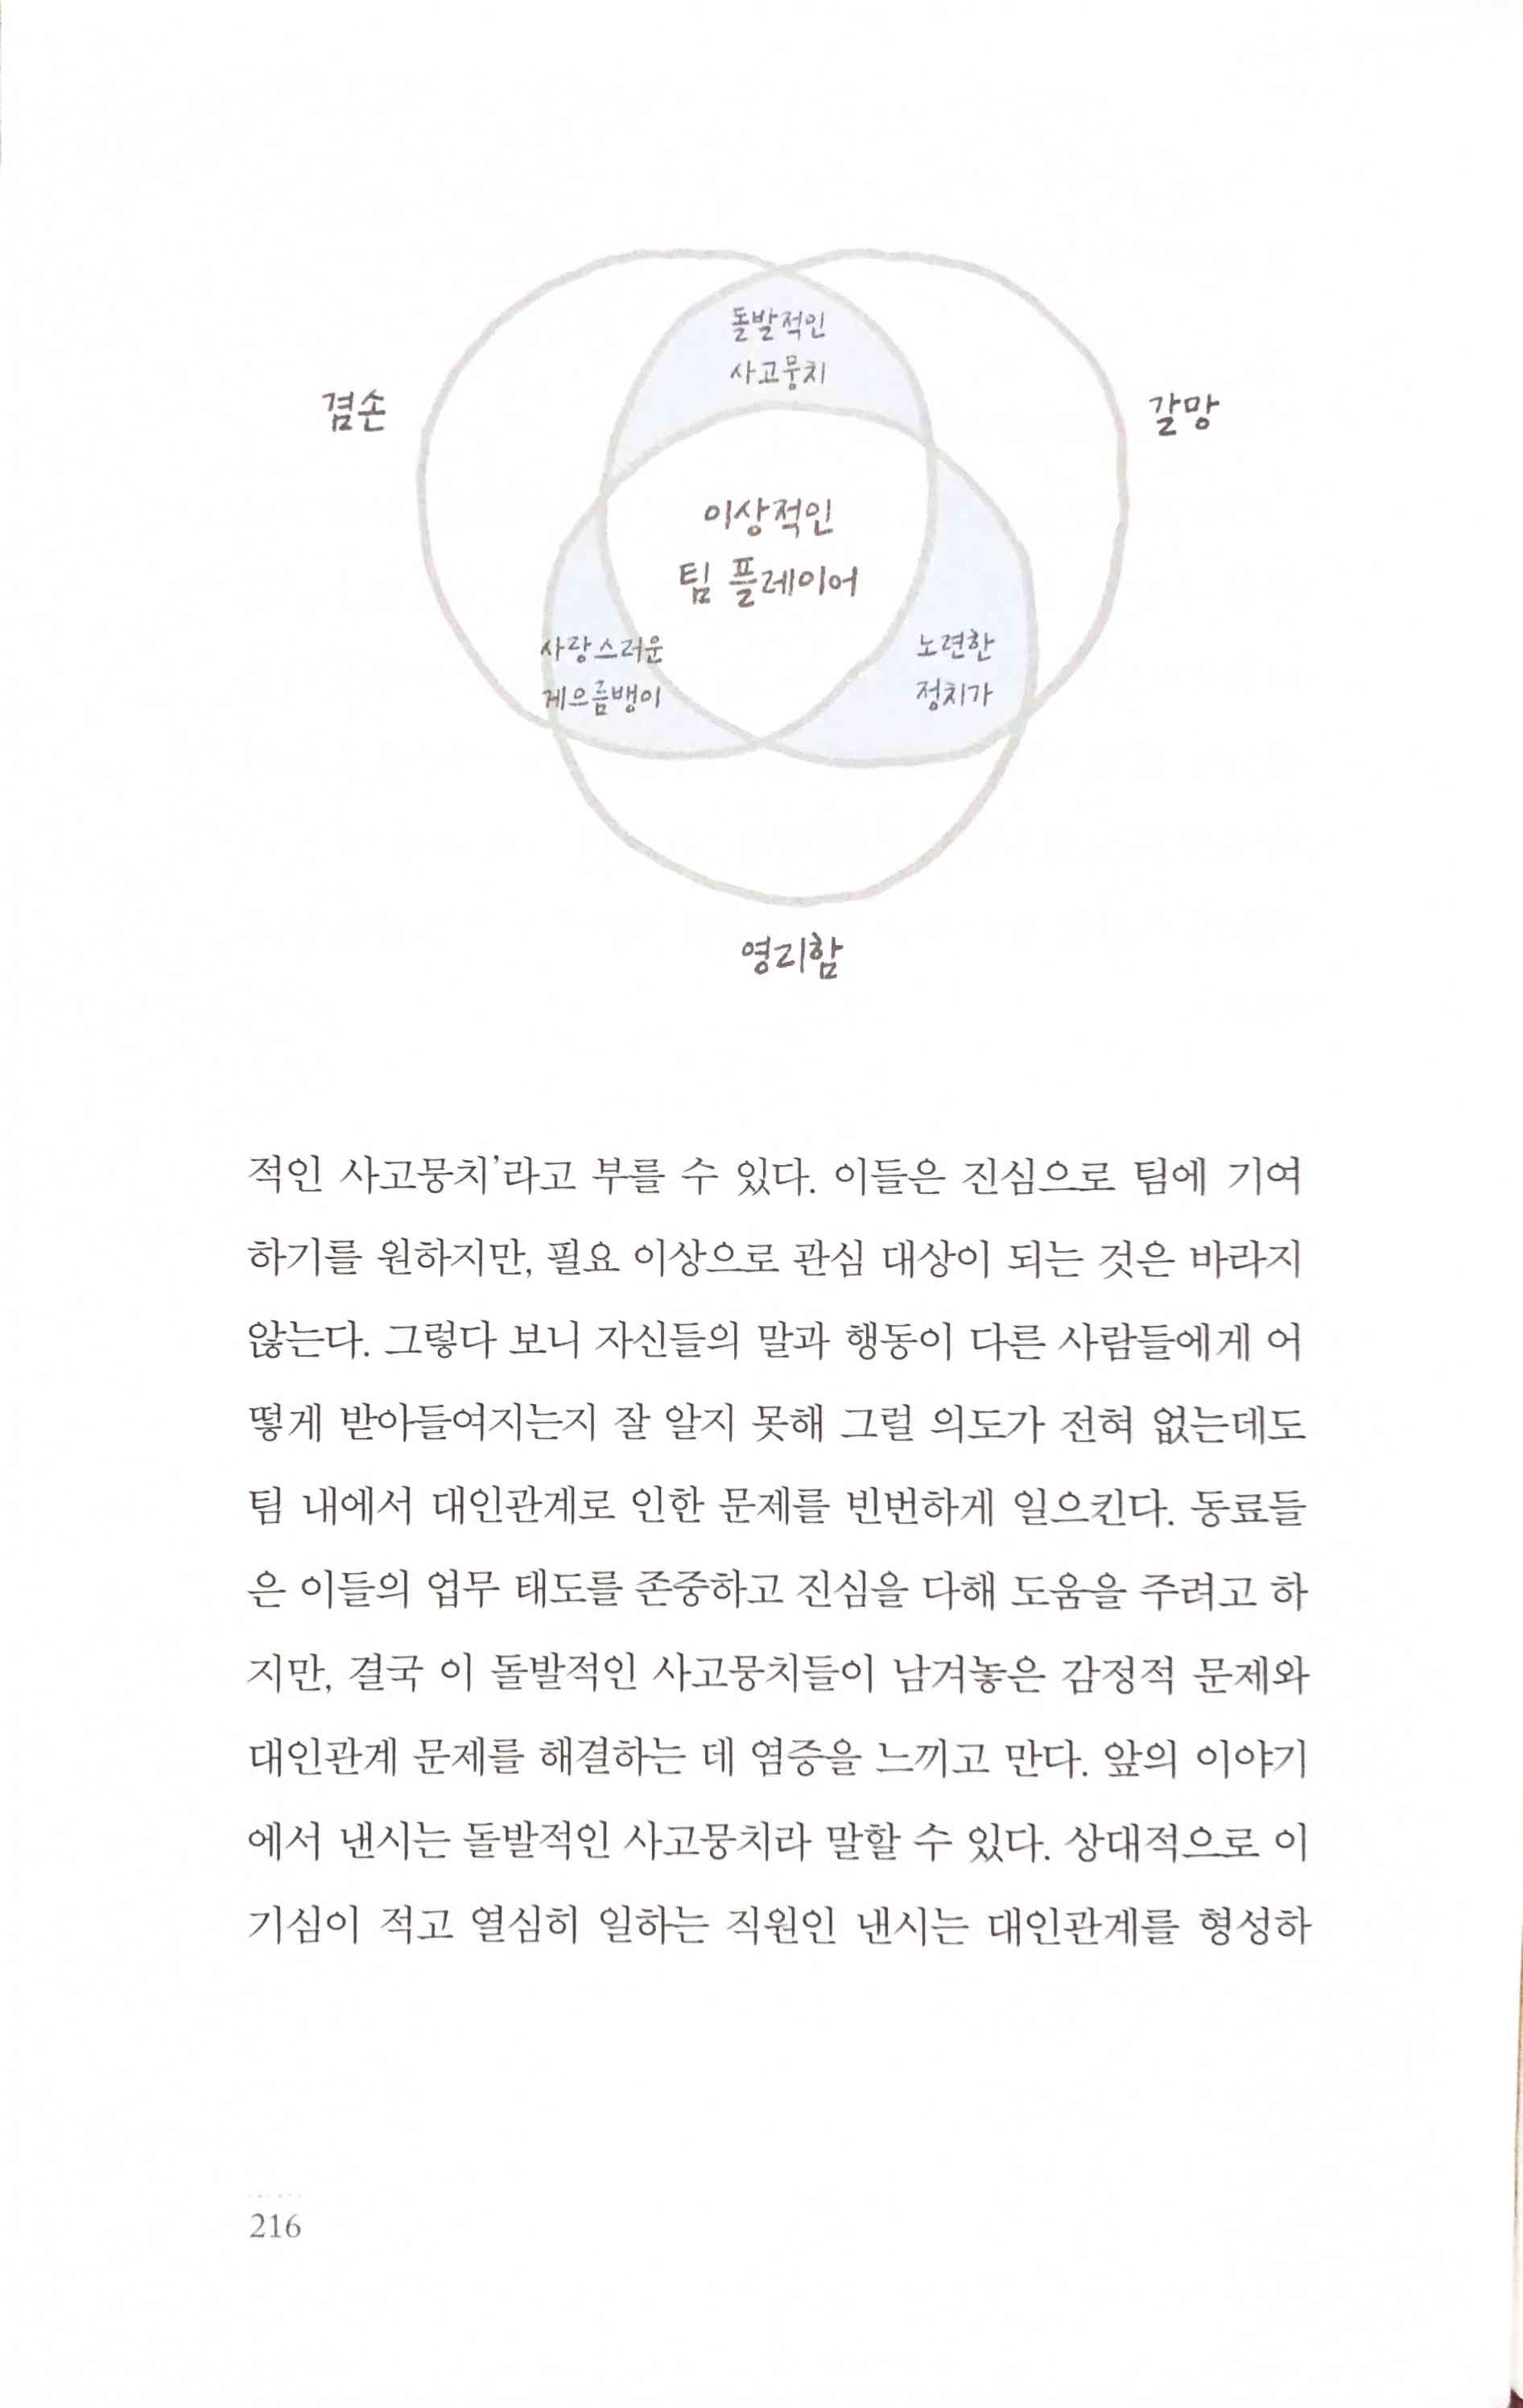 돌발적인
사고뭉치
겸손
갈망
이상적인
팀 플레이어
사랑스러운
게으름뱅이
노련한
정치가
영리함
적인 사고뭉치’라고 부를 수 있다. 이들은 진심으로 팀에 기여
하기를 원하지만, 필요 이상으로 관심 대상이 되는 것은 바라지
않는다. 그렇다 보니 자신들의 말과 행동이 다른 사람들에게 어
떻게 받아들여지는지 잘 알지 못해 그럴 의도가 전혀 없는데도
팀 내에서 대인관계로 인한 문제를 빈번하게 일으킨다. 동료들
은 이들의 업무 태도를 존중하고 진심을 다해 도움을 주려고 하
지만, 결국 이 돌발적인 사고뭉치들이 남겨놓은 감정적 문제와
대인관계 문제를 해결하는 데 염증을 느끼고 만다. 앞의 이야기
에서 낸시는 돌발적인 사고뭉치라 말할 수 있다. 상대적으로 이
기심이 적고 열심히 일하는 직원인 낸시는 대인관계를 형성하
216